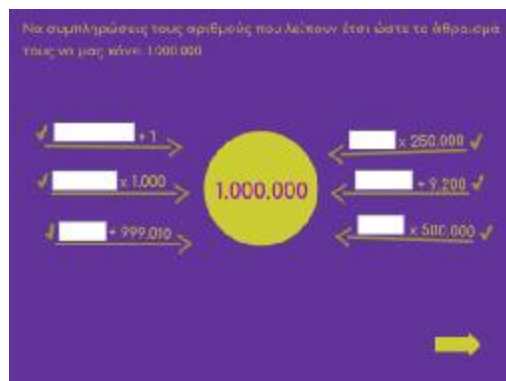 Να συμπληρώσεις τους αριθμούς που λείπουν έτσι ώστε το άθροισμά
τους να μας κάνει 1.000.000
+ 1
x 1.000
+ 999.010
1.000.000
x 250.000
+ 9.200
x 500.000